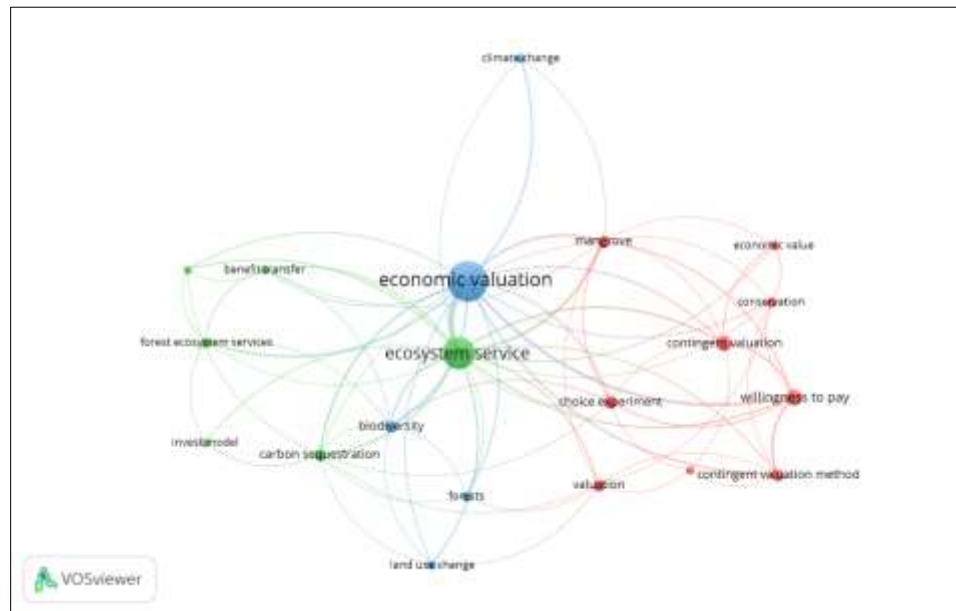 climate change
mangrove
economic value
benefit transfer
economic valuation
conservation
forest ecosystem services
ecosystem service
contingent valuation
choice experiment
willingness to pay
biodiversity
invest model
carbon sequestration
contingent valuation method
valuation
forests
land use change
VOSviewer